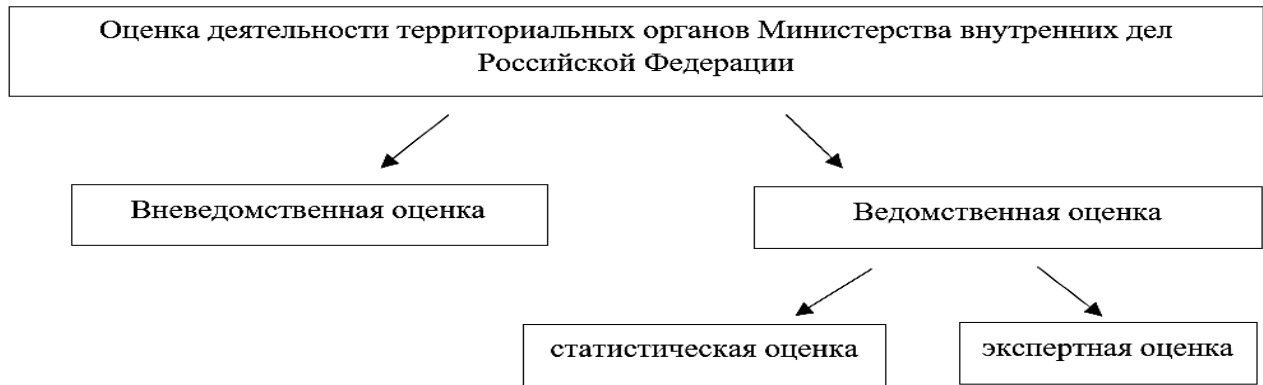 Оценка деятельности территориальных органов Министерства внутренних дел
Российской Федерации
Вневедомственная оценка
Ведомственная оценка
статистическая оценка
экспертная оценка